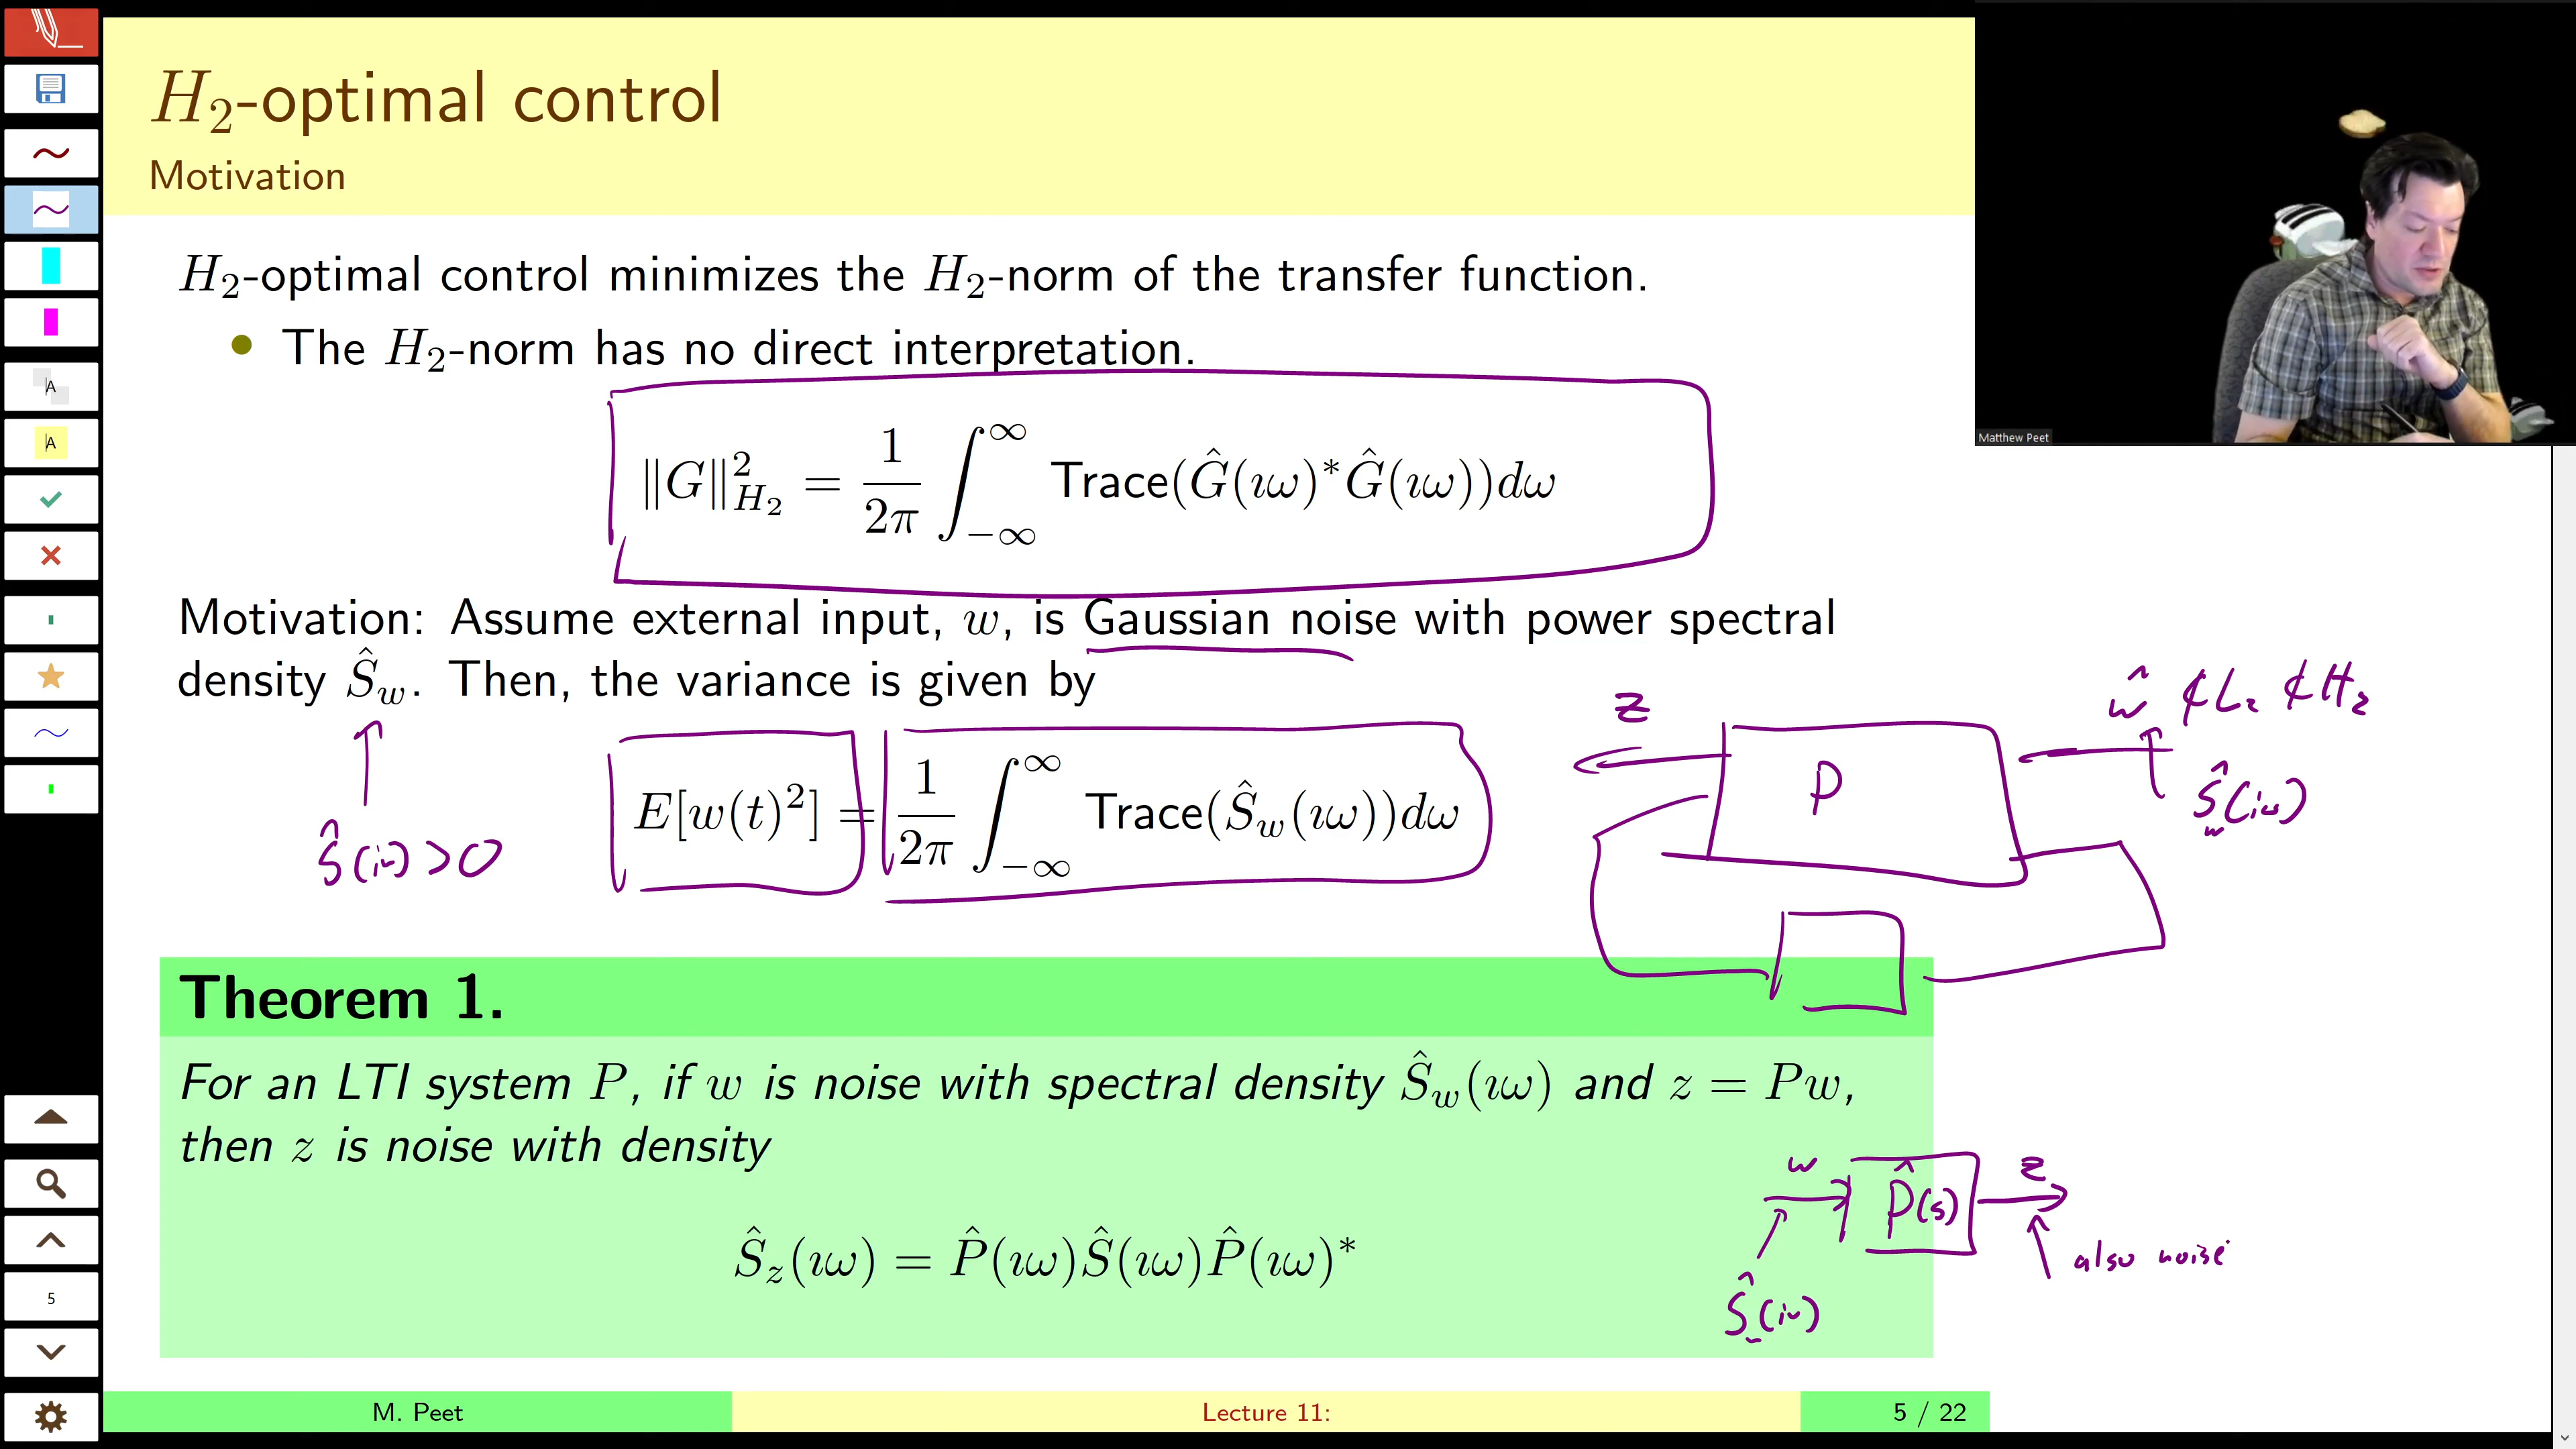 H₂-optimal control
Motivation
H₂-optimal control minimizes the H₂-norm of the transfer function.
• The H₂-norm has no direct interpretation.
‖G‖²_{H₂} = 1/2π ∫_{-∞}^{∞} Trace(Ĝ(ıω)*Ĝ(ıω))dω
Motivation: Assume external input, w, is Gaussian noise with power spectral
density Ŝ_w. Then, the variance is given by
E[w(t)²] = 1/2π ∫_{-∞}^{∞} Trace(Ŝ_w(ıω))dω
Ŝ(iω) > 0
z
P
ŵ ∉ L₂ ∉ H₂
Ŝ_w(iω)
Theorem 1.
For an LTI system P, if w is noise with spectral density Ŝ_w(ıω) and z = Pw,
then z is noise with density
Ŝ_z(ıω) = P̂(ıω)Ŝ(ıω)P̂(ıω)*
w
P̂(s)
z
also noise
Ŝ(iω)
Matthew Peet
A
A
5
M. Peet
Lecture 11:
5 / 22